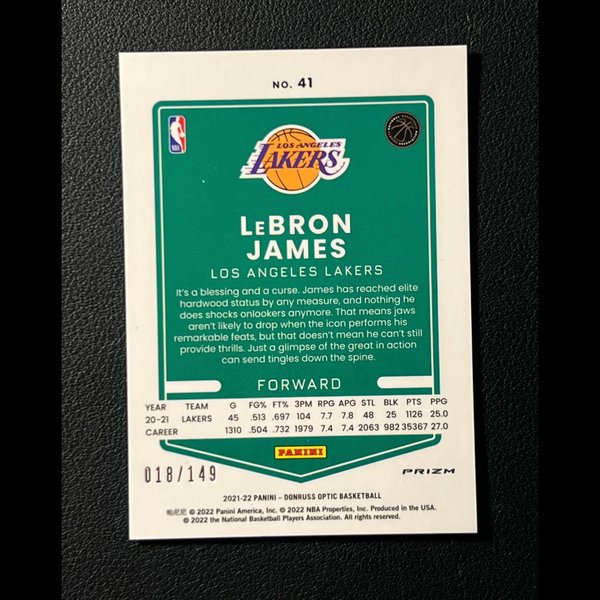 NO. 41
NBA
LOS ANGELES
LAKERS
LEBRON
JAMES
LOS ANGELES LAKERS
It's a blessing and a curse. James has reached elite
hardwood status by any measure, and nothing he
does shocks onlookers anymore. That means jaws
aren't likely to drop when the icon performs his
remarkable feats, but that doesn't mean he can't still
provide thrills. Just a glimpse of the great in action
can send tingles down the spine.
FORWARD
YEAR TEAM G FG% FT% 3PM RPG APG STL BLK PTS PPG
20-21 LAKERS 45 .513 .697 104 7.7 7.8 48 25 1126 25.0
CAREER 1310 .504 .732 1979 7.4 7.4 2063 982 35367 27.0
PANINI
018/149
PRIZM
2021-22 PANINI – DONRUSS OPTIC BASKETBALL
帕尼尼 © 2022 Panini America, Inc. © 2022 NBA Properties, Inc. Produced in the USA.
© 2022 the National Basketball Players Association. All rights reserved.